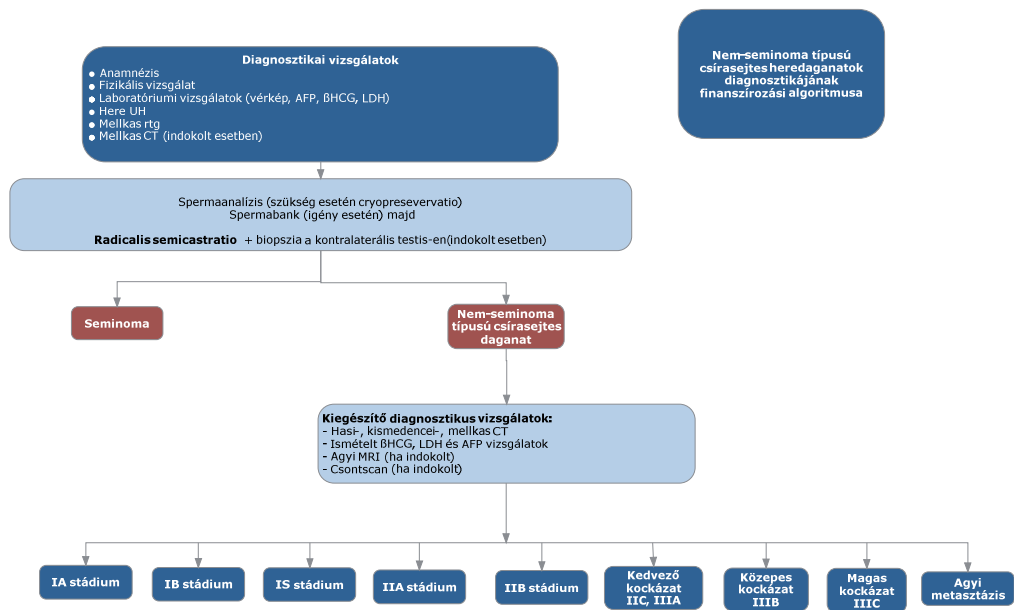 Nem-seminoma típusú
csírasejtes heredaganatok
diagnosztikájának
finanszírozási algoritmusa
Diagnosztikai vizsgálatok
● Anamnézis
● Fizikális vizsgálat
● Laboratóriumi vizsgálatok (vérkép, AFP, ßHCG, LDH)
● Here UH
● Mellkas rtg
● Mellkas CT (indokolt esetben)
Spermaanalízis (szükség esetén cryopresevervatio)
Spermabank (igény esetén) majd
Radicalis semicastratio + biopszia a kontralaterális testis-en(indokolt esetben)
Seminoma
Nem-seminoma
típusú csírasejtes
daganat
Kiegészítő diagnosztikus vizsgálatok:
- Hasi-, kismedencei-, mellkas CT
- Ismételt ßHCG, LDH és AFP vizsgálatok
- Agyi MRI (ha indokolt)
- Csontscan (ha indokolt)
IA stádium
IB stádium
IS stádium
IIA stádium
IIB stádium
Kedvező
kockázat
IIC, IIIA
Közepes
kockázat
IIIB
Magas
kockázat
IIIC
Agyi
metasztázis